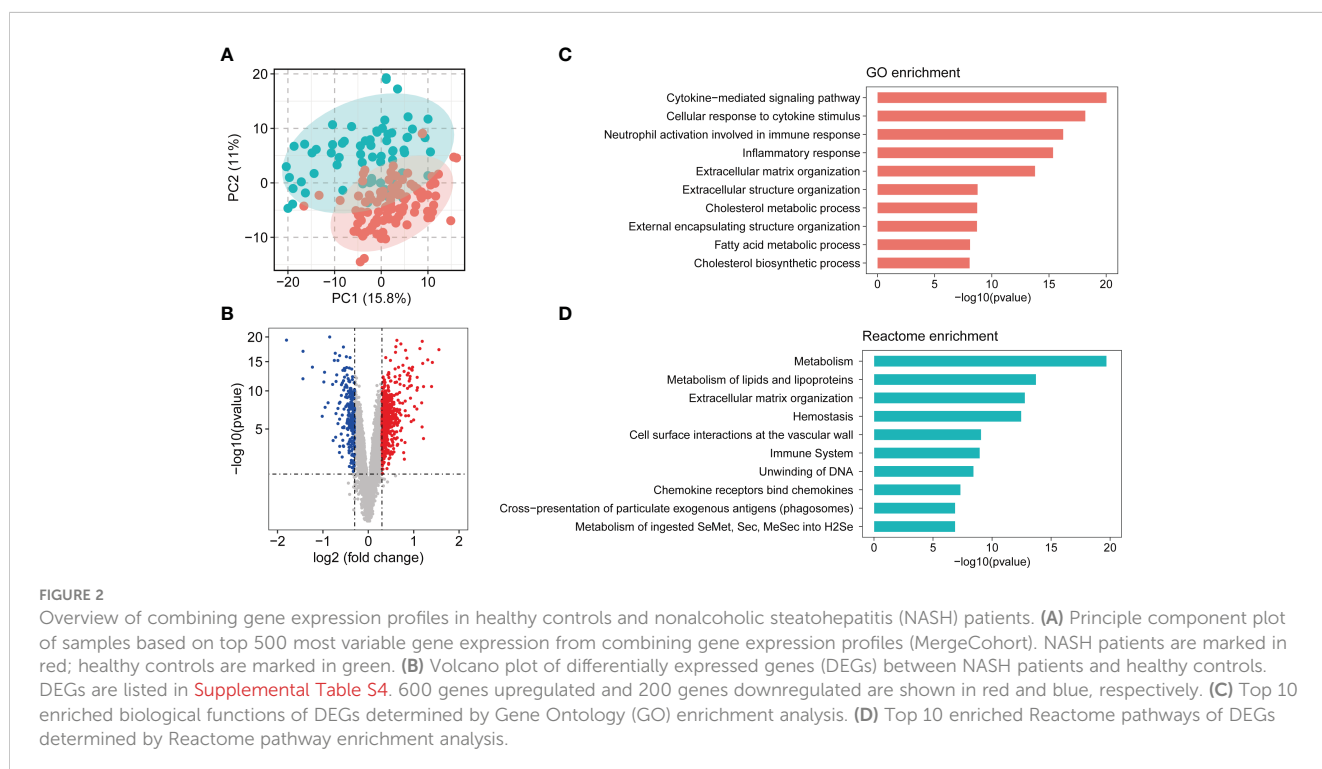 A
20
10
0
−10
PC2 (11%)
−20 −10 0 10
PC1 (15.8%)
B
20
15
10
5
−log10(pvalue)
−2 −1 0 1 2
log2 (fold change)
C
GO enrichment
Cytokine−mediated signaling pathway
Cellular response to cytokine stimulus
Neutrophil activation involved in immune response
Inflammatory response
Extracellular matrix organization
Extracellular structure organization
Cholesterol metabolic process
External encapsulating structure organization
Fatty acid metabolic process
Cholesterol biosynthetic process
0 5 10 15 20
−log10(pvalue)
D
Reactome enrichment
Metabolism
Metabolism of lipids and lipoproteins
Extracellular matrix organization
Hemostasis
Cell surface interactions at the vascular wall
Immune System
Unwinding of DNA
Chemokine receptors bind chemokines
Cross−presentation of particulate exogenous antigens (phagosomes)
Metabolism of ingested SeMet, Sec, MeSec into H2Se
0 5 10 15 20
−log10(pvalue)
FIGURE 2
Overview of combining gene expression profiles in healthy controls and nonalcoholic steatohepatitis (NASH) patients. (A) Principle component plot
of samples based on top 500 most variable gene expression from combining gene expression profiles (MergeCohort). NASH patients are marked in
red; healthy controls are marked in green. (B) Volcano plot of differentially expressed genes (DEGs) between NASH patients and healthy controls.
DEGs are listed in Supplemental Table S4. 600 genes upregulated and 200 genes downregulated are shown in red and blue, respectively. (C) Top 10
enriched biological functions of DEGs determined by Gene Ontology (GO) enrichment analysis. (D) Top 10 enriched Reactome pathways of DEGs
determined by Reactome pathway enrichment analysis.